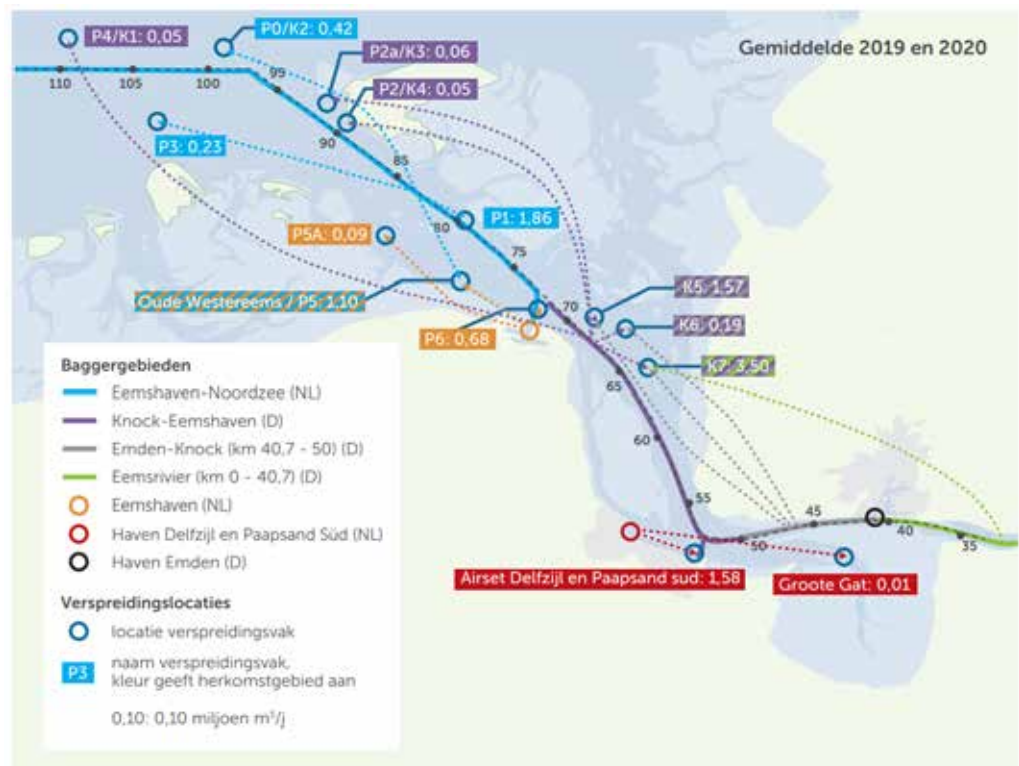 P4/K1: 0,05
P0/K2: 0,42
P2a/K3: 0,06
P2/K4: 0,05
Gemiddelde 2019 en 2020
110
105
100
95
90
85
80
75
70
65
60
55
50
45
40
35
P3: 0,23
P1: 1,86
P5A: 0,09
Oude Westereems / P5: 1,10
P6: 0,68
K5: 1,57
K6: 0,19
K7: 3,50
Airset Delfzijl en Paapsand sud: 1,58
Groote Gat: 0,01
Baggergebieden
Eemshaven-Noordzee (NL)
Knock-Eemshaven (D)
Emden-Knock (km 40,7 - 50) (D)
Eemsrivier (km 0 - 40,7) (D)
Eemshaven (NL)
Haven Delfzijl en Paapsand Süd (NL)
Haven Emden (D)
Verspreidingslocaties
locatie verspreidingsvak
P3
naam verspreidingsvak,
kleur geeft herkomstgebied aan
0,10: 0,10 miljoen m³/j